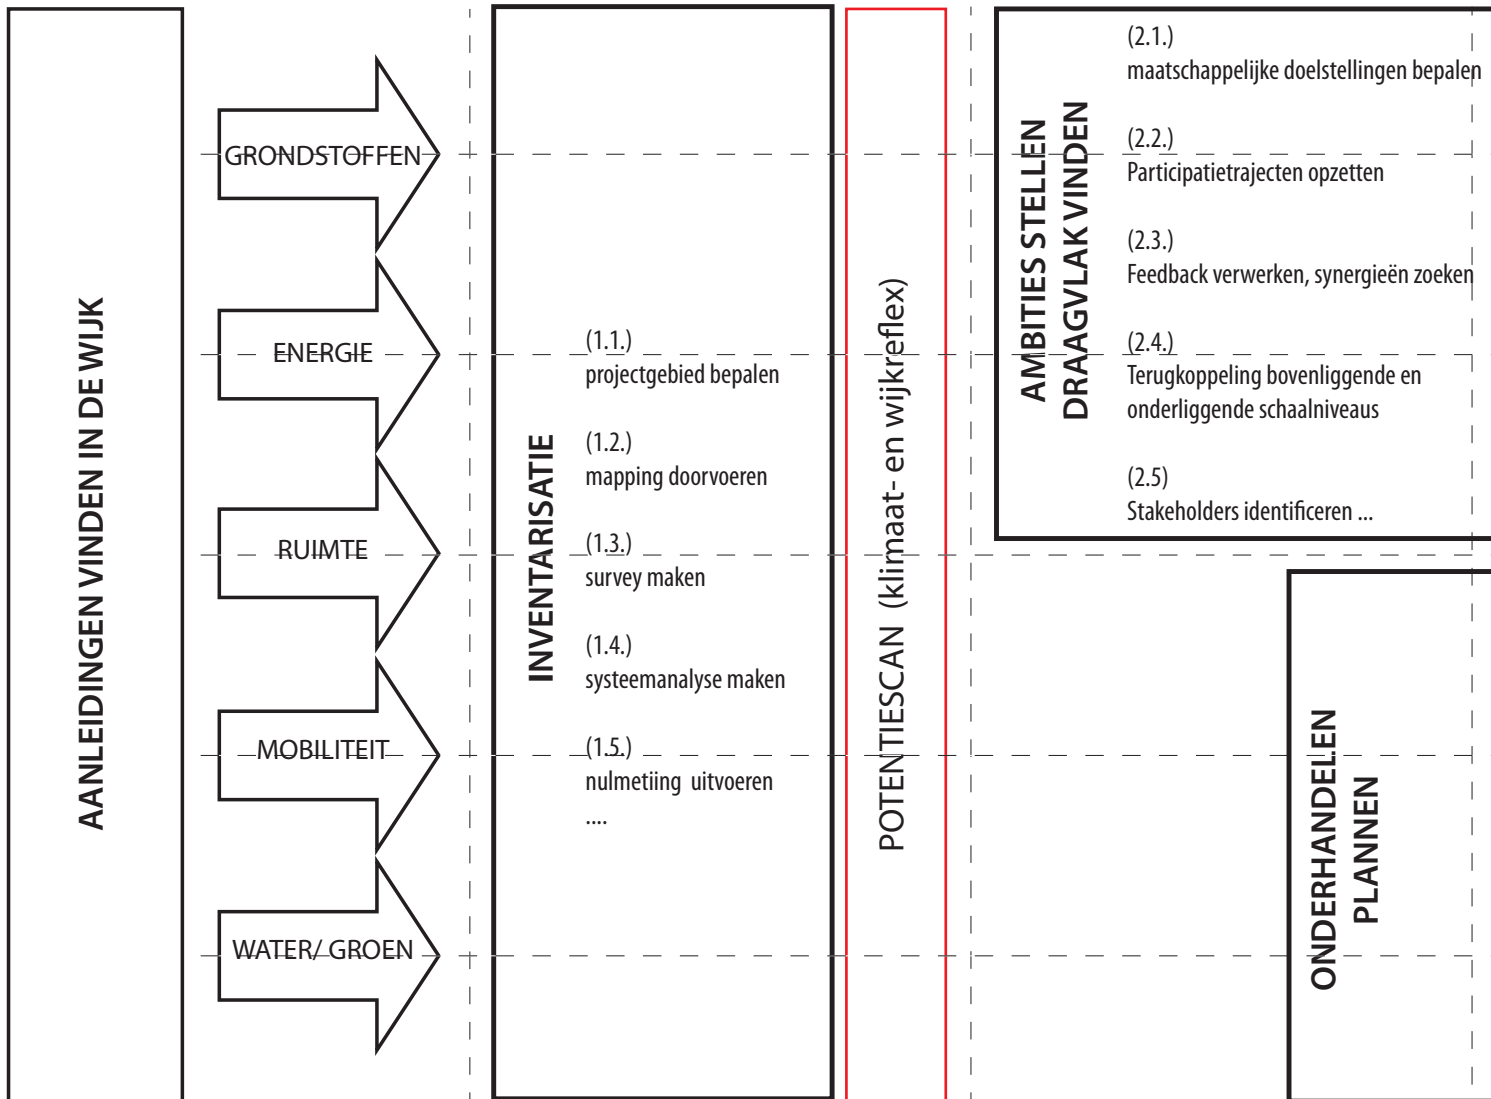 AANLEIDINGEN VINDEN IN DE WIJK
GRONDSTOFFEN
ENERGIE
RUIMTE
MOBILITEIT
WATER/ GROEN
INVENTARISATIE
(1.1.)
projectgebied bepalen
(1.2.)
mapping doorvoeren
(1.3.)
survey maken
(1.4.)
systeemanalyse maken
(1.5.)
nulmetiing  uitvoeren
....
POTENTIESCAN  (klimaat- en wijkreflex)
AMBITIES STELLEN
DRAAGVLAK VINDEN
(2.1.)
maatschappelijke doelstellingen bepalen
(2.2.)
Participatietrajecten opzetten
(2.3.)
Feedback verwerken, synergieën zoeken
(2.4.)
Terugkoppeling bovenliggende en
onderliggende schaalniveaus
(2.5)
Stakeholders identificeren ...
ONDERHANDELEN
PLANNEN